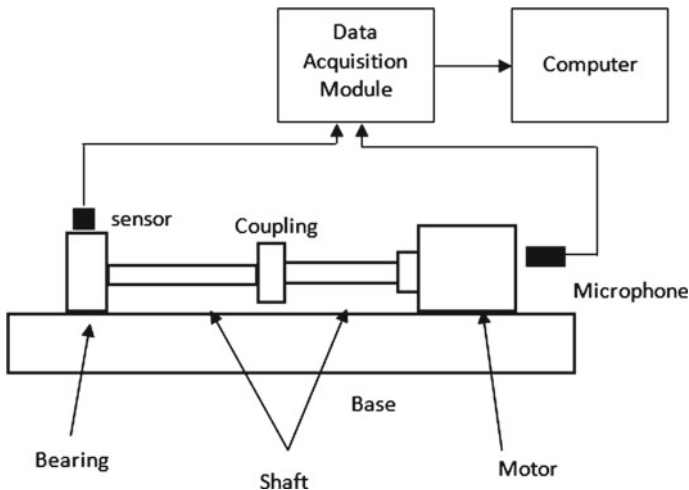 Data
Acquisition
Module
Computer
sensor
Coupling
Microphone
Base
Bearing
Shaft
Motor